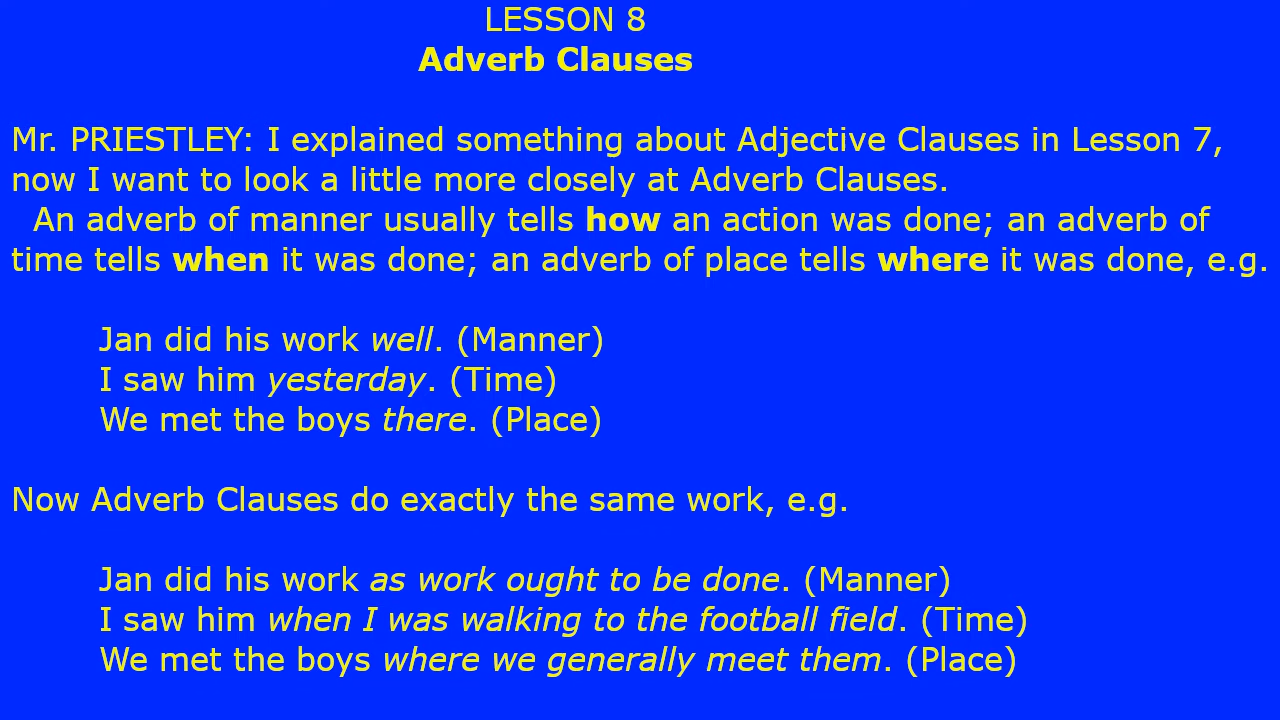 LESSON 8
Adverb Clauses
Mr. PRIESTLEY: I explained something about Adjective Clauses in Lesson 7,
now I want to look a little more closely at Adverb Clauses.
An adverb of manner usually tells how an action was done; an adverb of
time tells when it was done; an adverb of place tells where it was done, e.g.
Jan did his work well. (Manner)
I saw him yesterday. (Time)
We met the boys there. (Place)
Now Adverb Clauses do exactly the same work, e.g.
Jan did his work as work ought to be done. (Manner)
I saw him when I was walking to the football field. (Time)
We met the boys where we generally meet them. (Place)